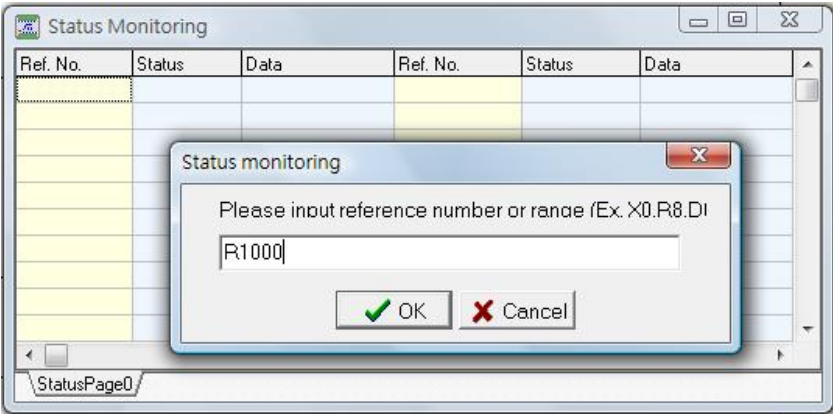 Status Monitoring
Ref. No. Status Data Ref. No. Status Data
Status monitoring
Please input reference number or range (Ex. X0.R8.D(
R1000
OK Cancel
StatusPage0